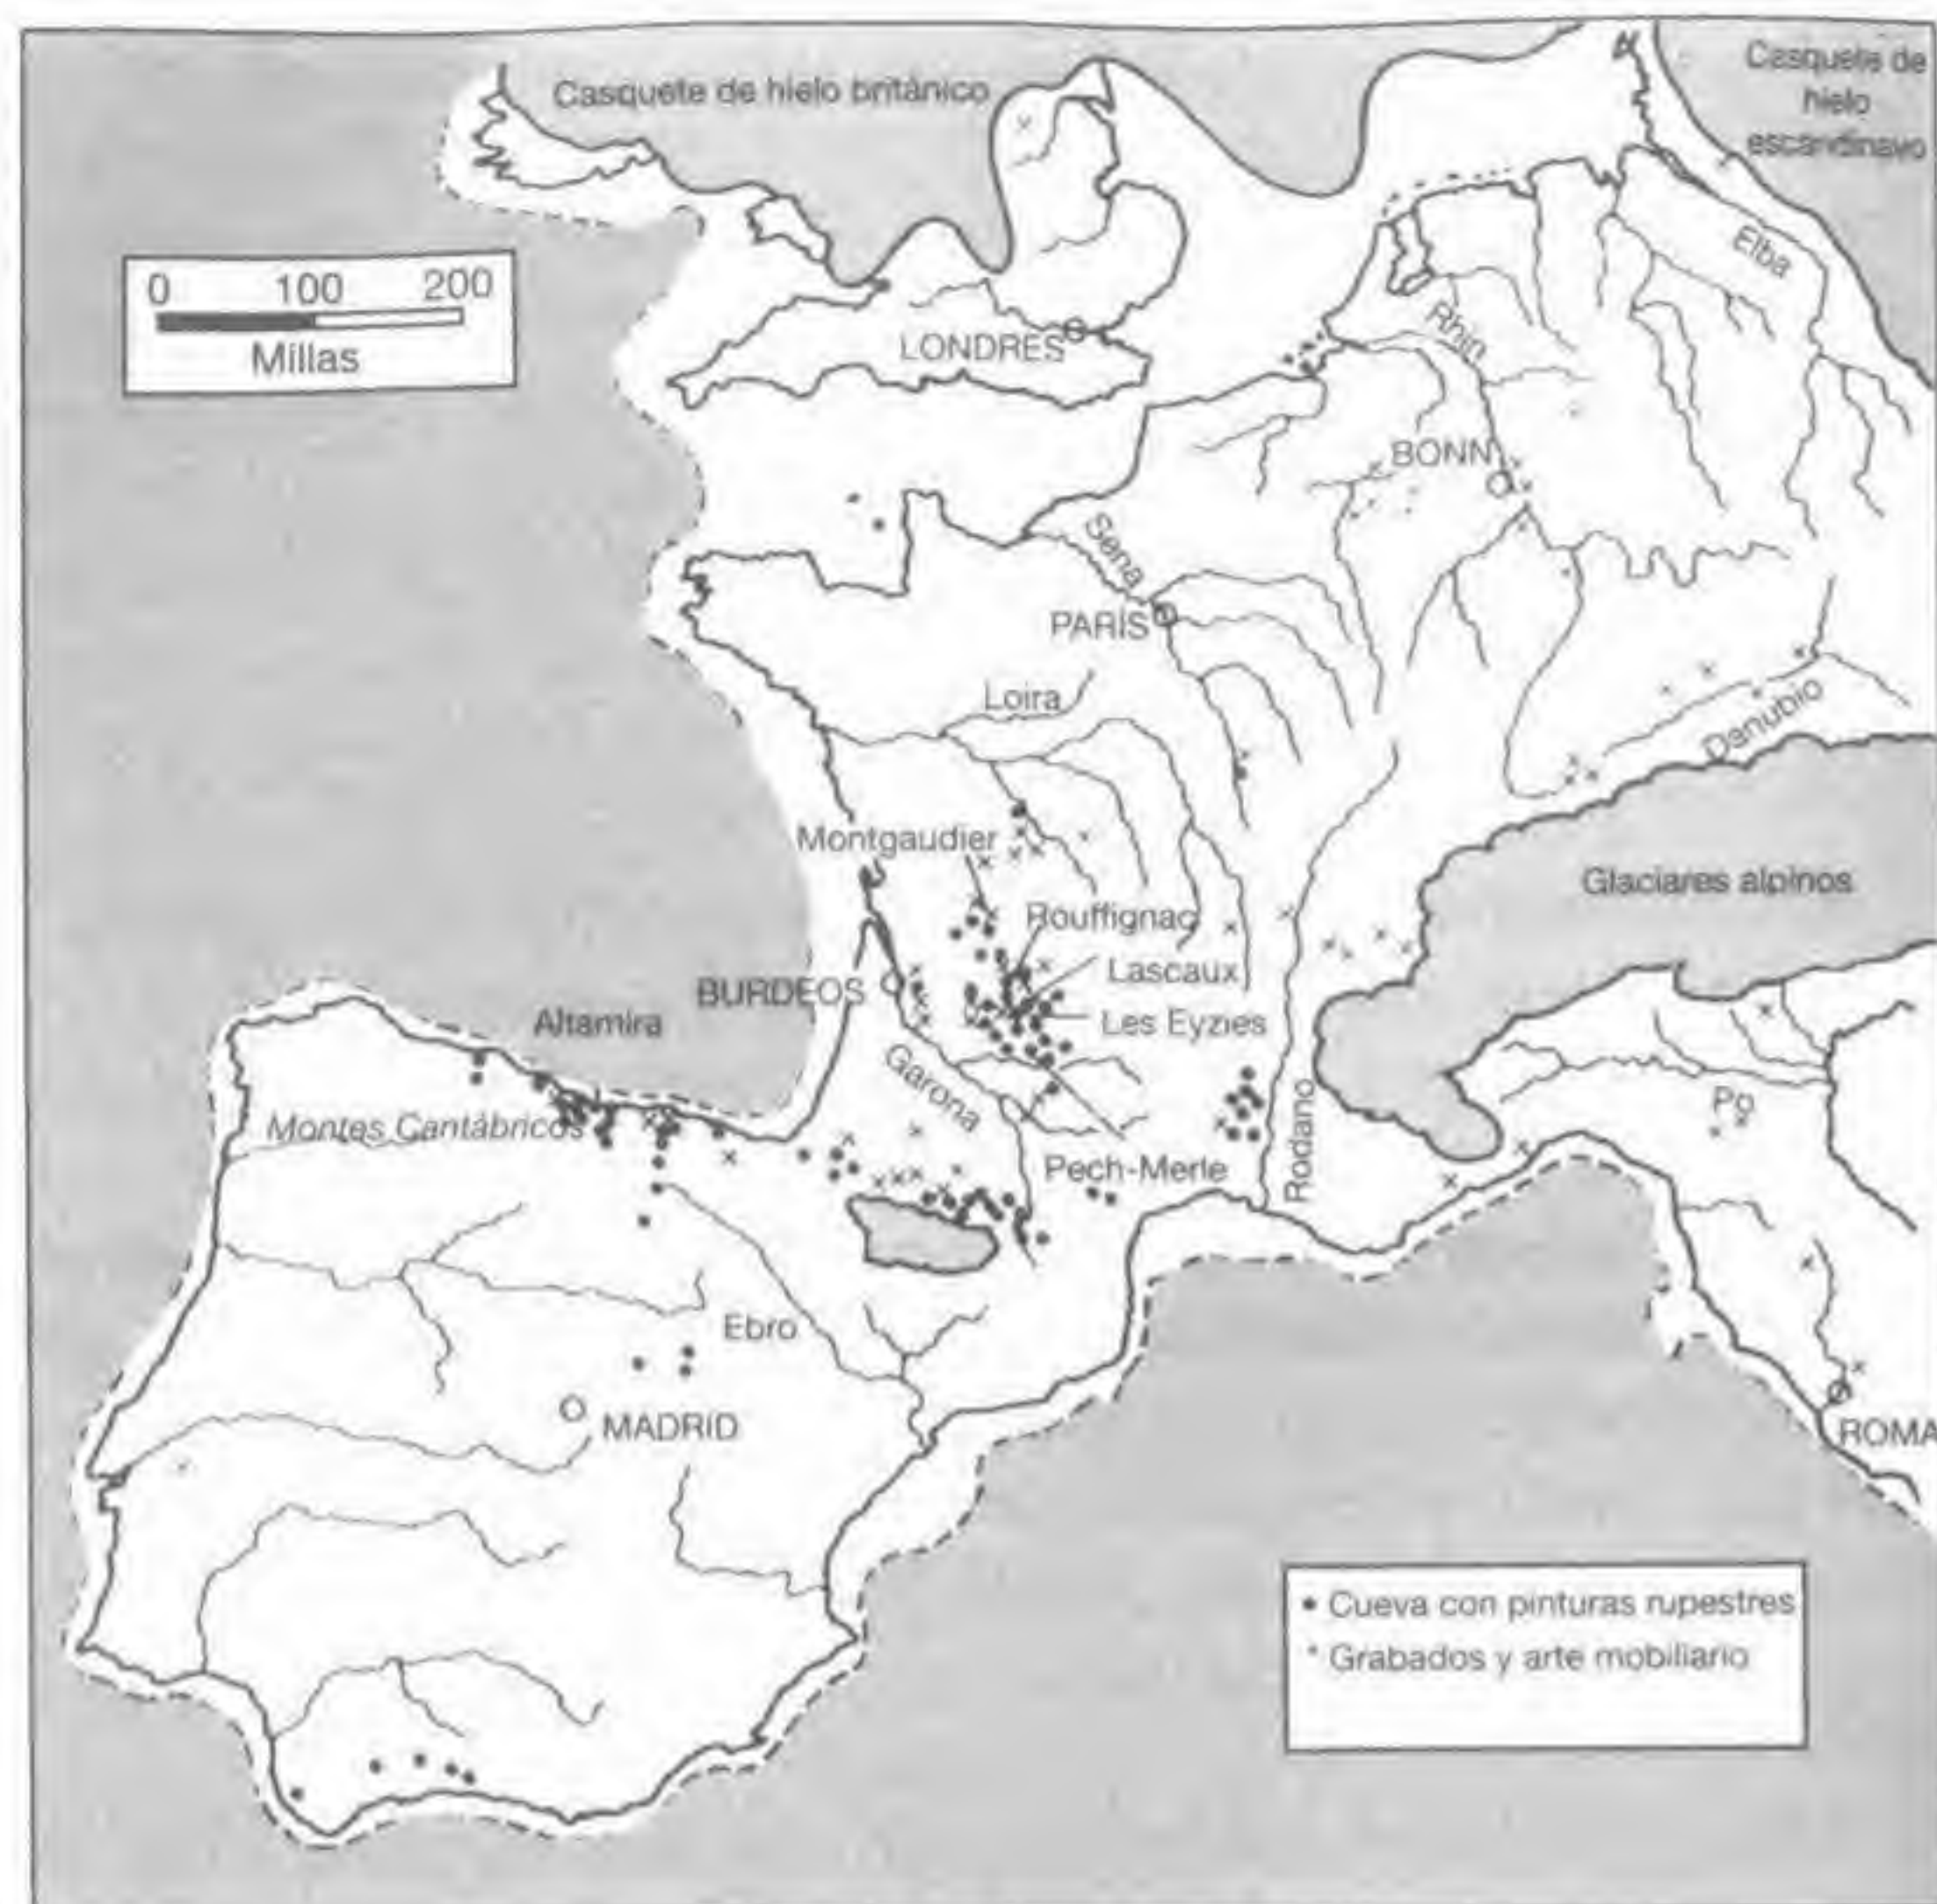 Casquete de hielo británico
Casquete de
hielo
escandinavo
0 100 200
Millas
LONDRES
Elba
Rhin
BONN
Sena
PARÍS
Loira
Danubio
Montgaudier
Glaciares alpinos
Rouffignac
Lascaux
BURDEOS
Altamira
Les Eyzies
Garona
Montes Cantábricos
Rodano
Po
Pech-Merle
Ebro
MADRID
ROMA
• Cueva con pinturas rupestres
* Grabados y arte mobiliario